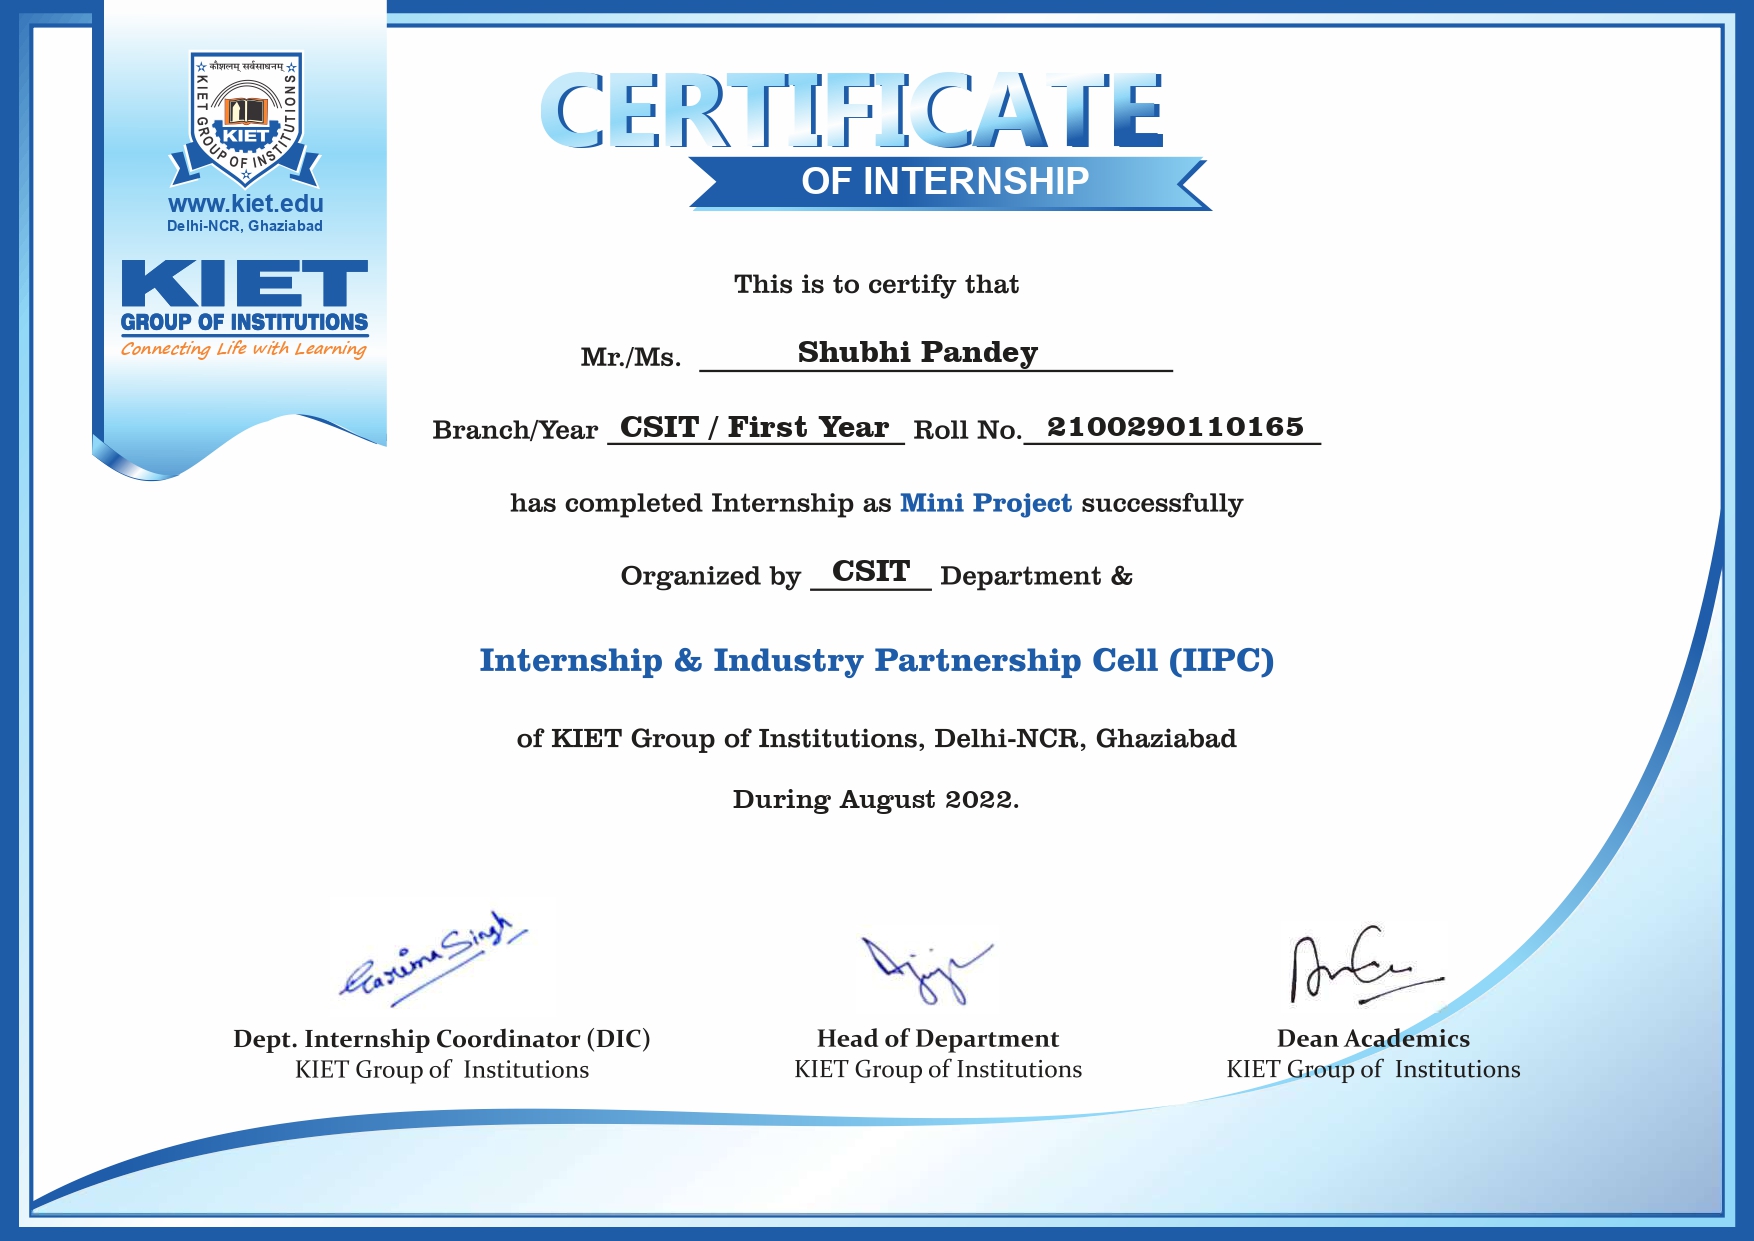 कौशलम् सर्वसाधनम्
KIET GROUP OF INSTITUTIONS
KIET
www.kiet.edu
Delhi-NCR, Ghaziabad
KIET
GROUP OF INSTITUTIONS
Connecting Life with Learning
CERTIFICATE
OF INTERNSHIP
This is to certify that
Mr./Ms. Shubhi Pandey
Branch/Year CSIT / First Year Roll No. 2100290110165
has completed Internship as Mini Project successfully
Organized by CSIT Department &
Internship & Industry Partnership Cell (IIPC)
of KIET Group of Institutions, Delhi-NCR, Ghaziabad
During August 2022.
Garima Singh
Dept. Internship Coordinator (DIC)
KIET Group of Institutions
Head of Department
KIET Group of Institutions
Dean Academics
KIET Group of Institutions